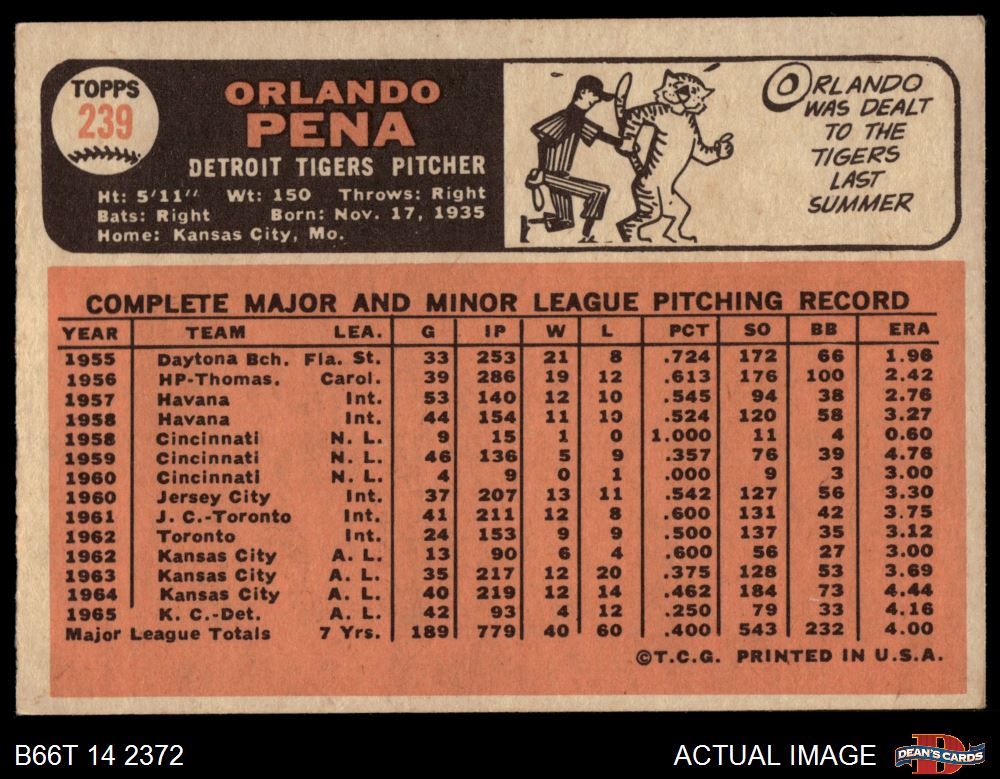 TOPPS
239
ORLANDO
PENA
DETROIT TIGERS PITCHER
Ht: 5'11" Wt: 150 Throws: Right
Bats: Right Born: Nov. 17, 1935
Home: Kansas City, Mo.
ORLANDO
WAS DEALT
TO THE
TIGERS
LAST
SUMMER
COMPLETE MAJOR AND MINOR LEAGUE PITCHING RECORD
YEAR TEAM LEA. G IP W L PCT SO BB ERA
1955 Daytona Bch. Fla. St. 33 253 21 8 .724 172 66 1.96
1956 HP-Thomas. Carol. 39 286 19 12 .613 176 100 2.42
1957 Havana Int. 53 140 12 10 .545 94 38 2.76
1958 Havana Int. 44 154 11 10 .524 120 58 3.27
1958 Cincinnati N. L. 9 15 1 0 1.000 11 4 0.60
1959 Cincinnati N. L. 46 136 5 9 .357 76 39 4.76
1960 Cincinnati N. L. 4 9 0 1 .000 9 3 3.00
1960 Jersey City Int. 37 207 13 11 .542 127 56 3.30
1961 J. C.-Toronto Int. 41 211 12 8 .600 131 42 3.75
1962 Toronto Int. 24 153 9 9 .500 137 35 3.12
1962 Kansas City A. L. 13 90 6 4 .600 56 27 3.00
1963 Kansas City A. L. 35 217 12 20 .375 128 53 3.69
1964 Kansas City A. L. 40 219 12 14 .462 184 73 4.44
1965 K. C.-Det. A. L. 42 93 4 12 .250 79 33 4.16
Major League Totals 7 Yrs. 189 779 40 60 .400 543 232 4.00
©T.C.G. PRINTED IN U.S.A.
B66T 14 2372
ACTUAL IMAGE
D
DEAN'S CARDS